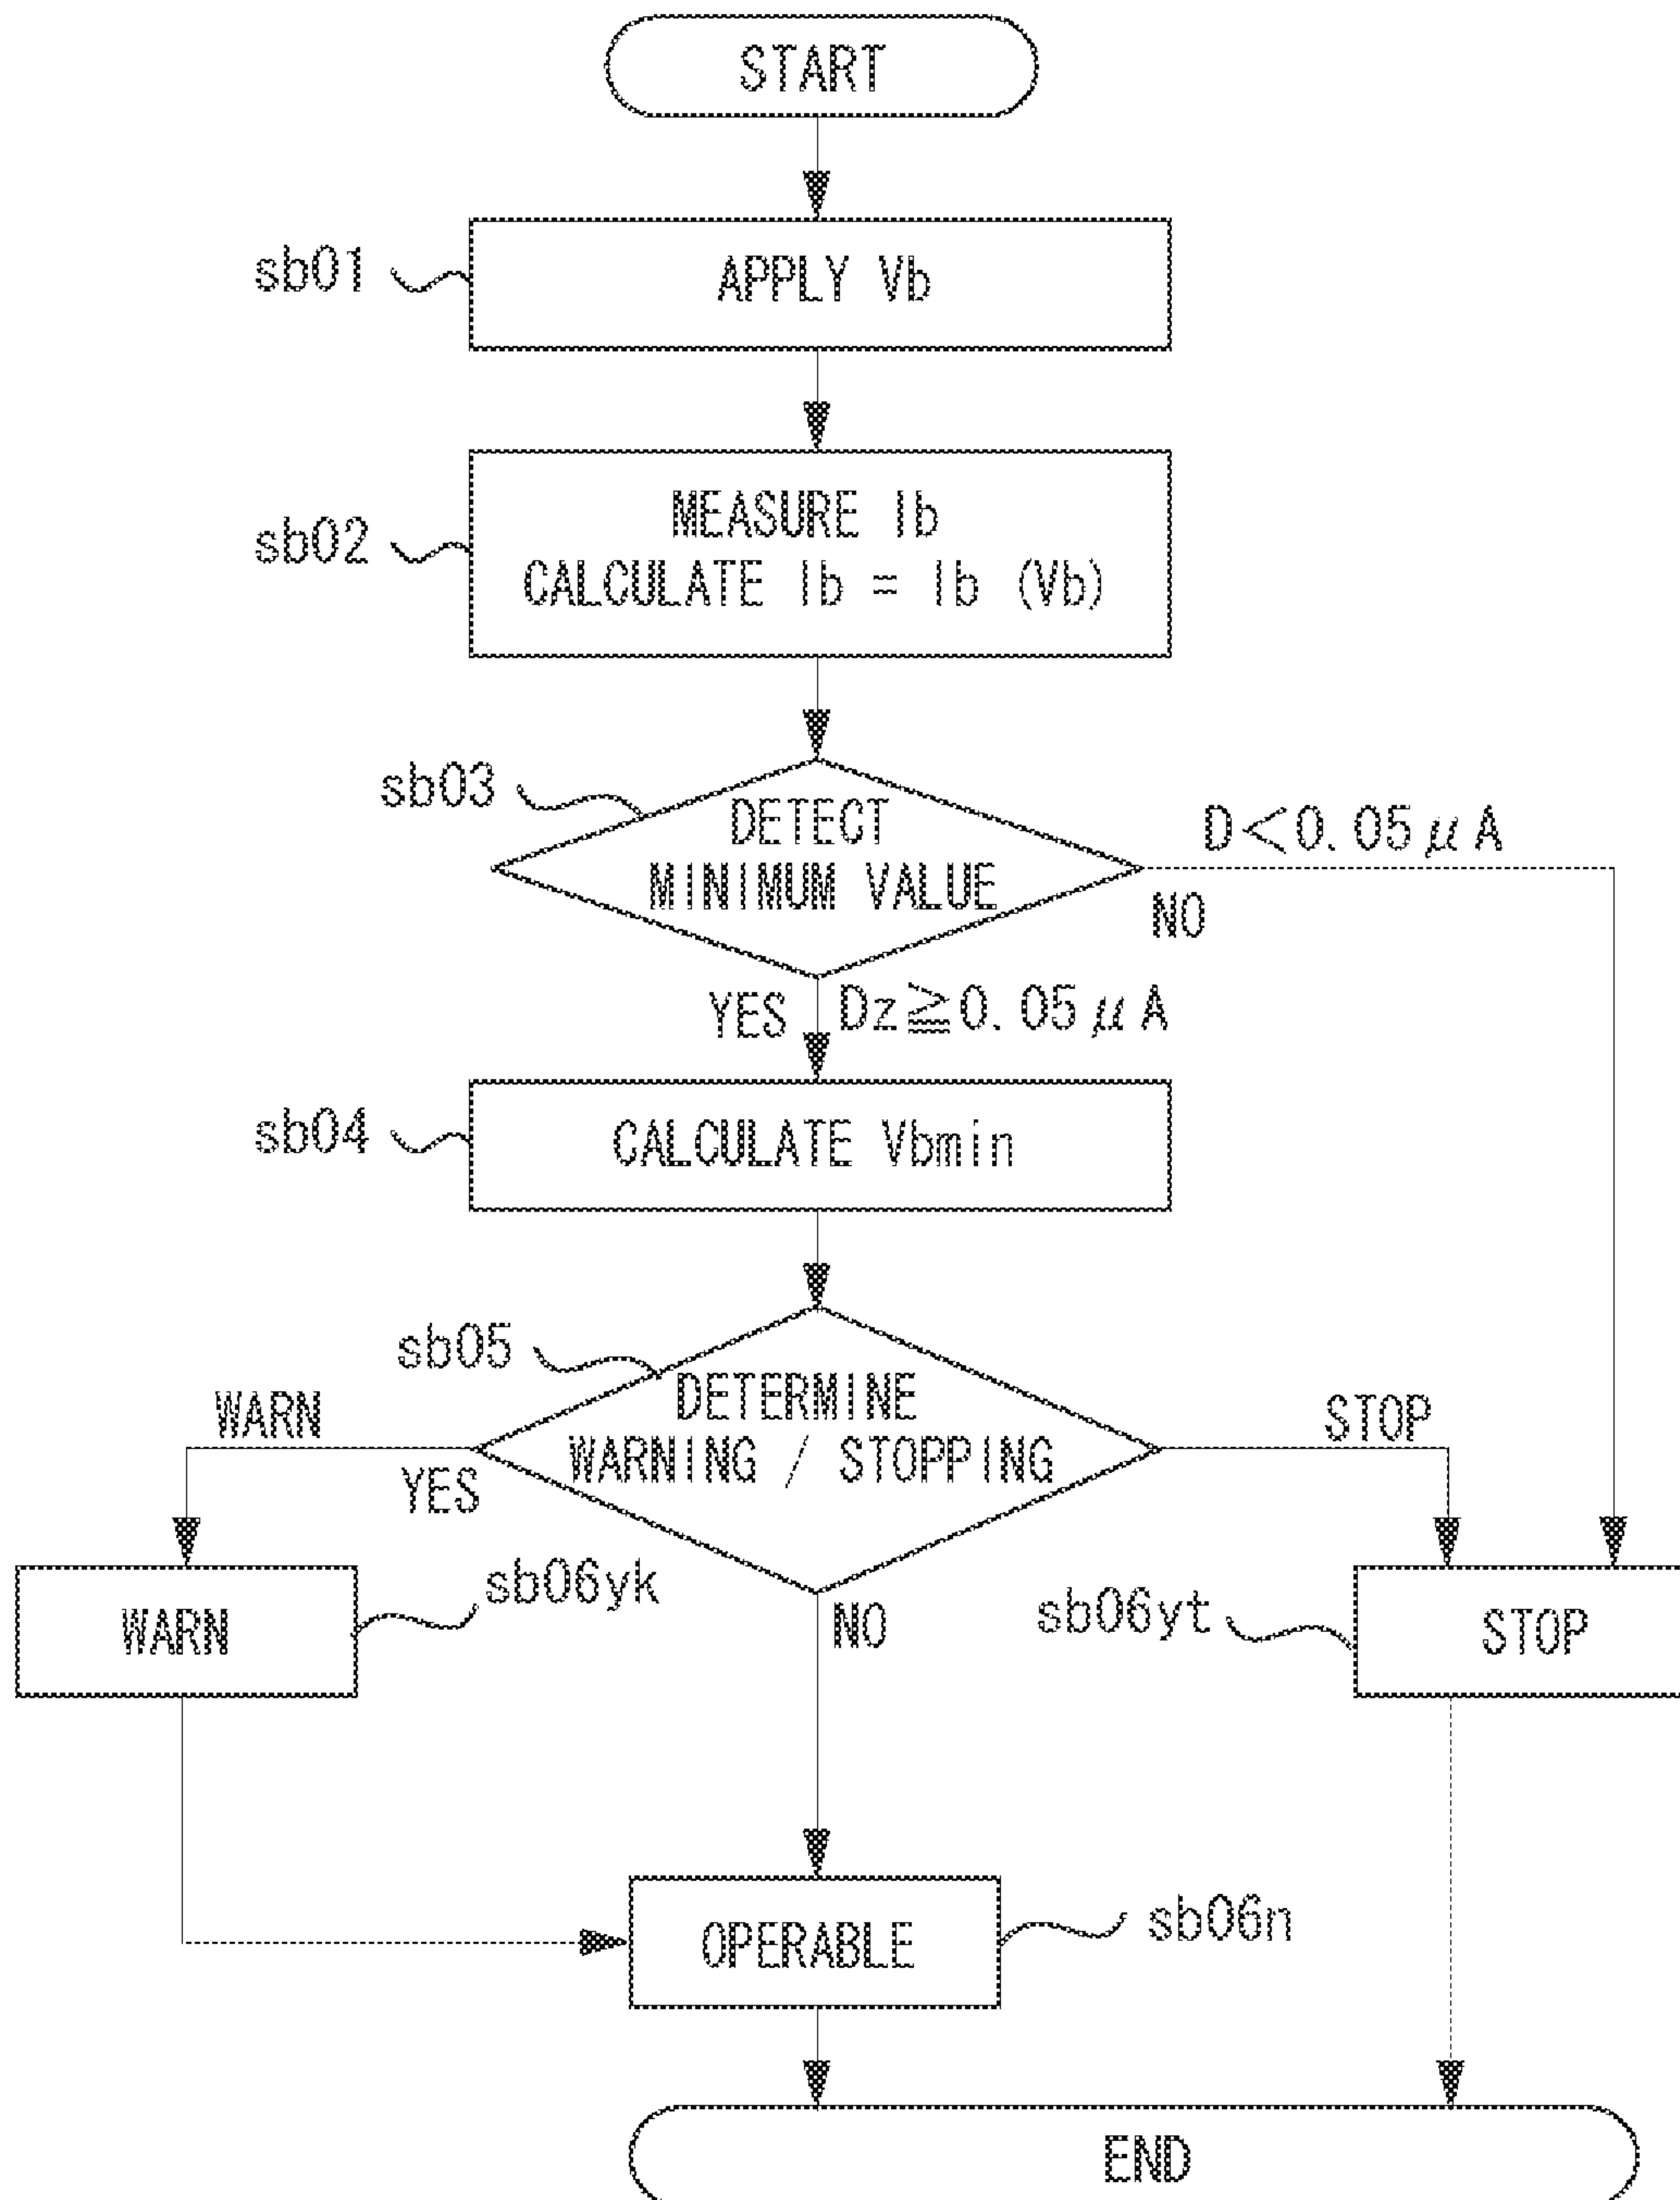 START
sb01
APPLY Vb
sb02
MEASURE Ib
CALCULATE Ib = Ib (Vb)
sb03
DETECT
MINIMUM VALUE
D<0.05μA
NO
YES
Dz≧0.05μA
sb04
CALCULATE Vbmin
sb05
DETERMINE
WARNING / STOPPING
WARN
YES
STOP
NO
sb06yk
WARN
sb06yt
STOP
OPERABLE
sb06n
END